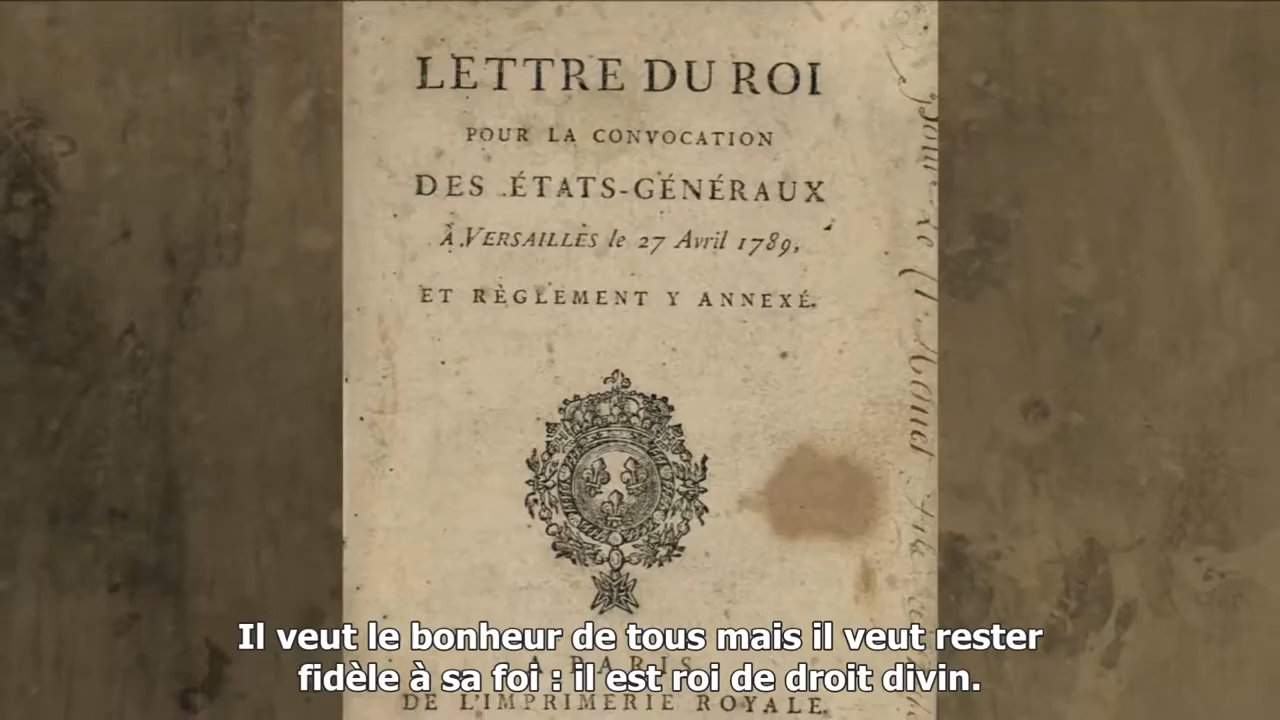 LETTRE DU ROI
POUR LA CONVOCATION
DES ÉTATS-GÉNÉRAUX
À VERSAILLES le 27 Avril 1789,
ET RÈGLEMENT Y ANNEXÉ.
A PARIS
DE L'IMPRIMERIE ROYALE.
Il veut le bonheur de tous mais il veut rester
fidèle à sa foi : il est roi de droit divin.